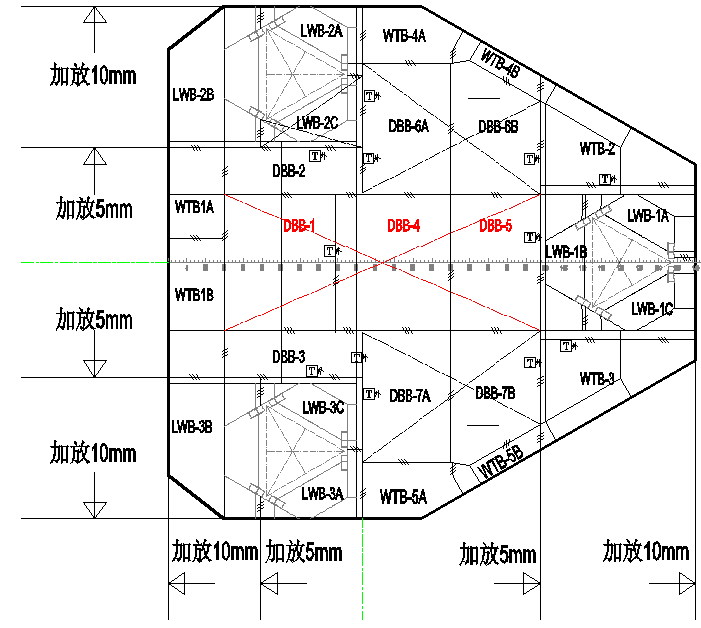 LWB-2A
WTB-4A
WTB-4B
加放10mm
LWB-2B
LWB-2C
DBB-6A
DBB-6B
T
WTB-2
T
T
T
DBB-2
T
加放5mm
WTB1A
LWB-1A
DBB-1
DBB-4
DBB-5
T
T
LWB-1B
WTB1B
LWB-1C
加放5mm
T
DBB-3
T
T
T
WTB-3
T
DBB-7A
DBB-7B
LWB-3B
LWB-3C
加放10mm
WTB-5B
LWB-3A
WTB-5A
加放10mm
加放5mm
加放5mm
加放10mm